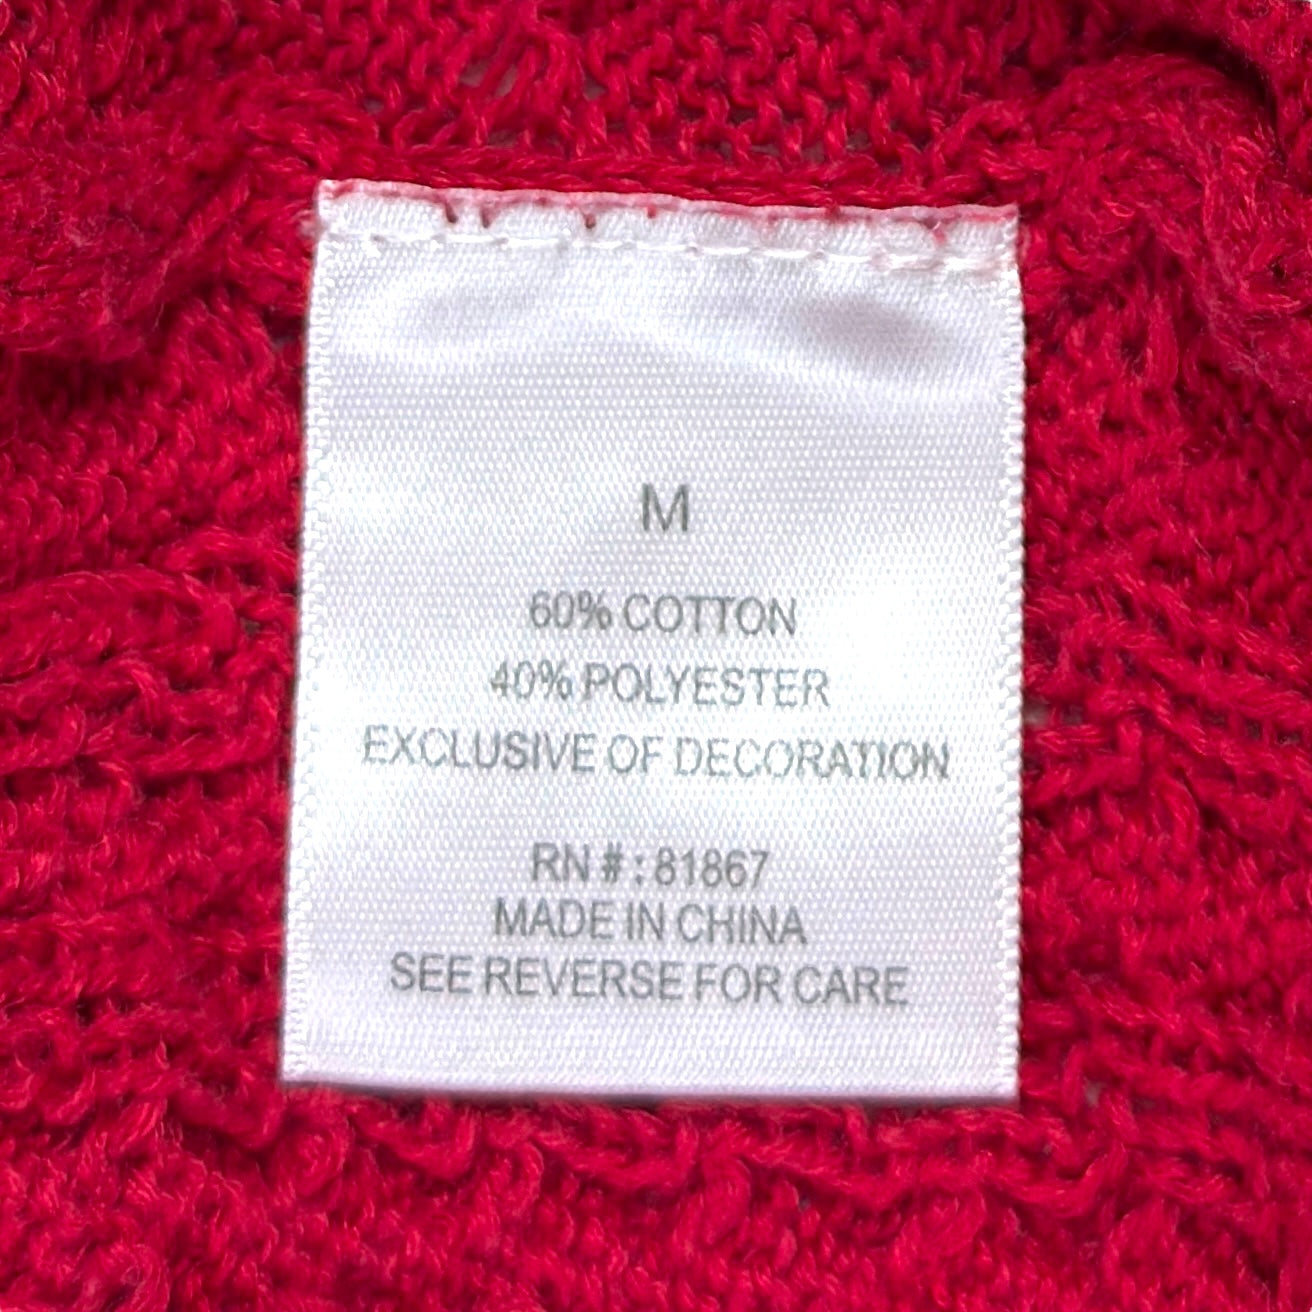 M
60% COTTON
40% POLYESTER
EXCLUSIVE OF DECORATION
RN # : 81867
MADE IN CHINA
SEE REVERSE FOR CARE